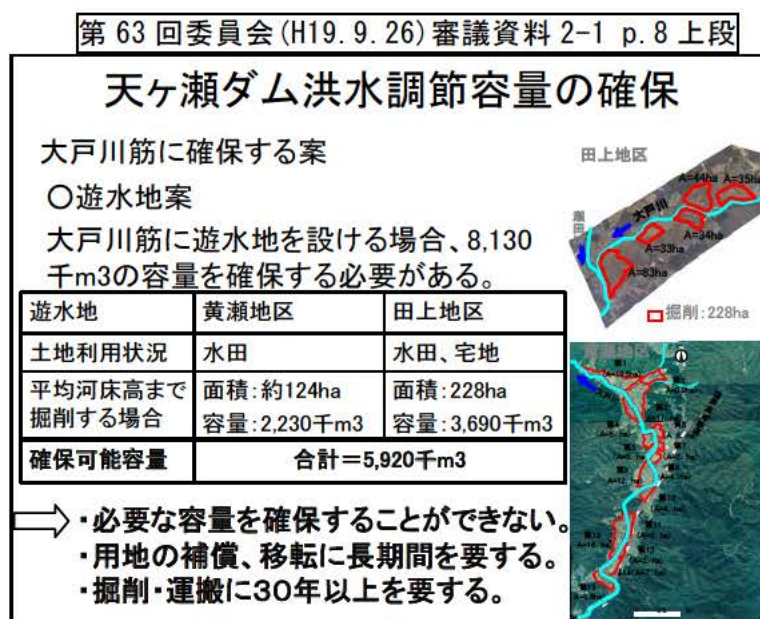 第63回委員会(H19.9.26)審議資料2-1 p.8上段
天ヶ瀬ダム洪水調節容量の確保
大戸川筋に確保する案
○遊水地案
大戸川筋に遊水地を設ける場合、8,130
千m3の容量を確保する必要がある。
遊水地 黄瀬地区 田上地区
土地利用状況 水田 水田、宅地
平均河床高まで 面積:約124ha 面積:228ha
掘削する場合 容量:2,230千m3 容量:3,690千m3
確保可能容量 合計=5,920千m3
・必要な容量を確保することができない。
・用地の補償、移転に長期間を要する。
・掘削・運搬に30年以上を要する。
田上地区
A=44ha A=35ha
大戸川
A=34ha
A=33ha
A=83ha
掘削:228ha